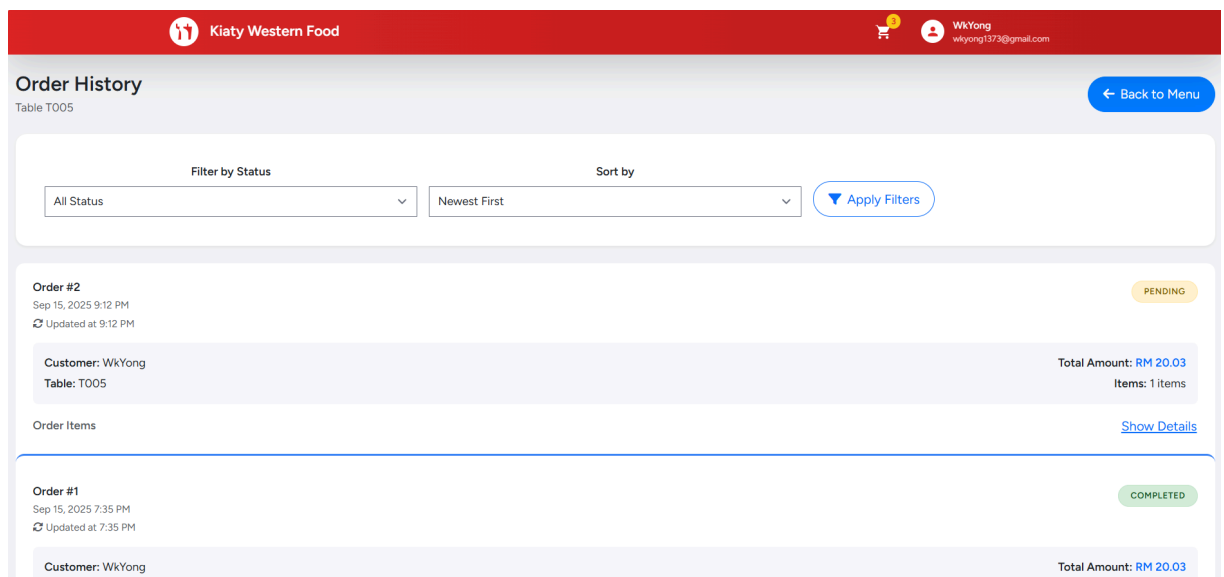 Kiaty Western Food
3
WkYong
wkyong1373@gmail.com
Order History
Table T005
Back to Menu
Filter by Status
Sort by
All Status
Newest First
Apply Filters
Order #2
PENDING
Sep 15, 2025 9:12 PM
Updated at 9:12 PM
Customer: WkYong
Total Amount: RM 20.03
Table: T005
Items: 1 items
Order Items
Show Details
Order #1
COMPLETED
Sep 15, 2025 7:35 PM
Updated at 7:35 PM
Customer: WkYong
Total Amount: RM 20.03